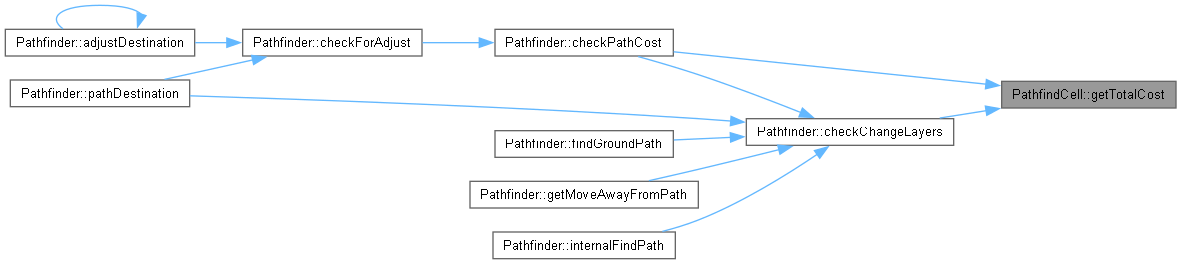 Pathfinder::adjustDestination
Pathfinder::checkForAdjust
Pathfinder::checkPathCost
Pathfinder::pathDestination
PathfindCell::getTotalCost
Pathfinder::checkChangeLayers
Pathfinder::findGroundPath
Pathfinder::getMoveAwayFromPath
Pathfinder::internalFindPath